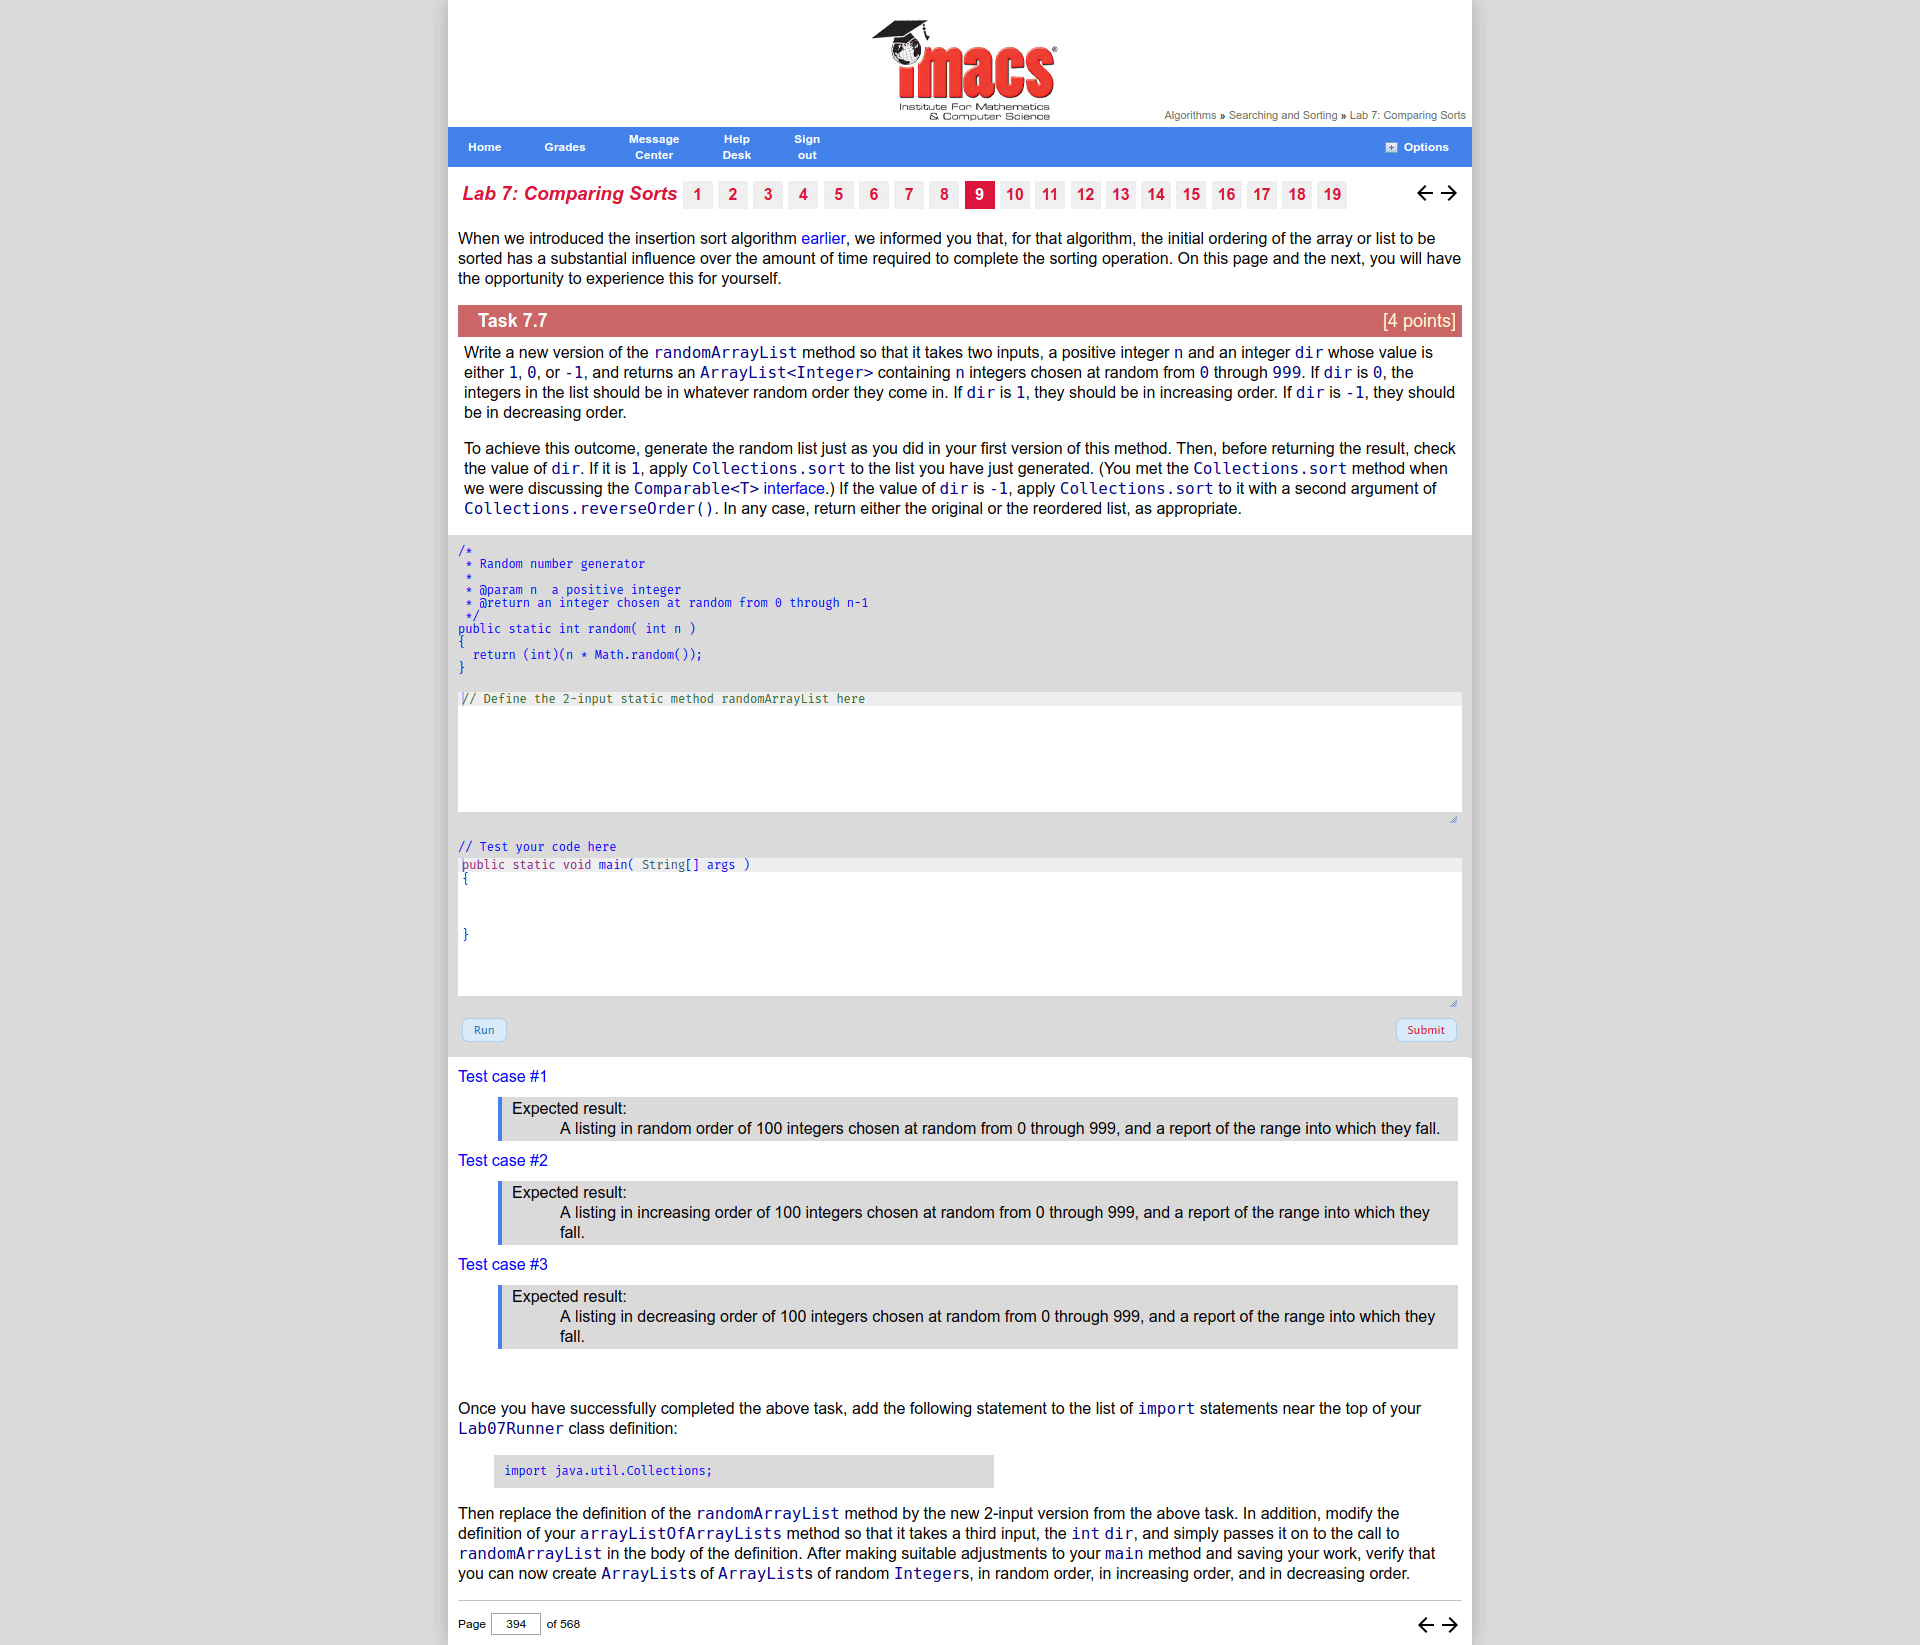 imacs®
Institute For Mathematics
& Computer Science
Algorithms » Searching and Sorting » Lab 7: Comparing Sorts
Home Grades Message Center Help Desk Sign out Options
Lab 7: Comparing Sorts 1 2 3 4 5 6 7 8 9 10 11 12 13 14 15 16 17 18 19
When we introduced the insertion sort algorithm earlier, we informed you that, for that algorithm, the initial ordering of the array or list to be
sorted has a substantial influence over the amount of time required to complete the sorting operation. On this page and the next, you will have
the opportunity to experience this for yourself.
Task 7.7 [4 points]
Write a new version of the randomArrayList method so that it takes two inputs, a positive integer n and an integer dir whose value is
either 1, 0, or -1, and returns an ArrayList<Integer> containing n integers chosen at random from 0 through 999. If dir is 0, the
integers in the list should be in whatever random order they come in. If dir is 1, they should be in increasing order. If dir is -1, they should
be in decreasing order.
To achieve this outcome, generate the random list just as you did in your first version of this method. Then, before returning the result, check
the value of dir. If it is 1, apply Collections.sort to the list you have just generated. (You met the Collections.sort method when
we were discussing the Comparable<T> interface.) If the value of dir is -1, apply Collections.sort to it with a second argument of
Collections.reverseOrder(). In any case, return either the original or the reordered list, as appropriate.
/*
 * Random number generator
 *
 * @param n  a positive integer
 * @return an integer chosen at random from 0 through n-1
 */
public static int random( int n )
{
  return (int)(n * Math.random());
}
// Define the 2-input static method randomArrayList here
// Test your code here
public static void main( String[] args )
{
}
Run Submit
Test case #1
Expected result:
A listing in random order of 100 integers chosen at random from 0 through 999, and a report of the range into which they fall.
Test case #2
Expected result:
A listing in increasing order of 100 integers chosen at random from 0 through 999, and a report of the range into which they
fall.
Test case #3
Expected result:
A listing in decreasing order of 100 integers chosen at random from 0 through 999, and a report of the range into which they
fall.
Once you have successfully completed the above task, add the following statement to the list of import statements near the top of your
Lab07Runner class definition:
import java.util.Collections;
Then replace the definition of the randomArrayList method by the new 2-input version from the above task. In addition, modify the
definition of your arrayListOfArrayLists method so that it takes a third input, the int dir, and simply passes it on to the call to
randomArrayList in the body of the definition. After making suitable adjustments to your main method and saving your work, verify that
you can now create ArrayLists of ArrayLists of random Integers, in random order, in increasing order, and in decreasing order.
Page 394 of 568